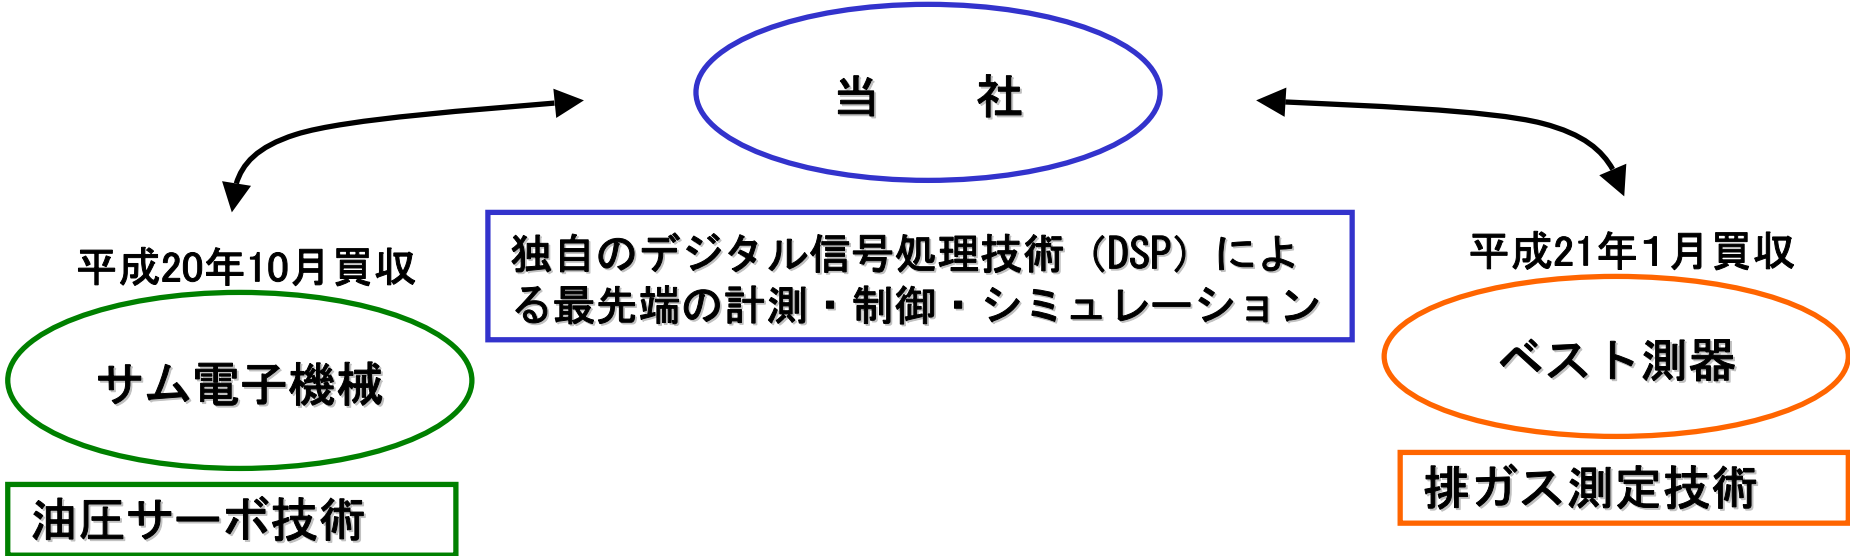 当　　社
独自のデジタル信号処理技術（DSP）によ
る最先端の計測・制御・シミュレーション
平成20年10月買収
サム電子機械
油圧サーボ技術
平成21年1月買収
ベスト測器
排ガス測定技術